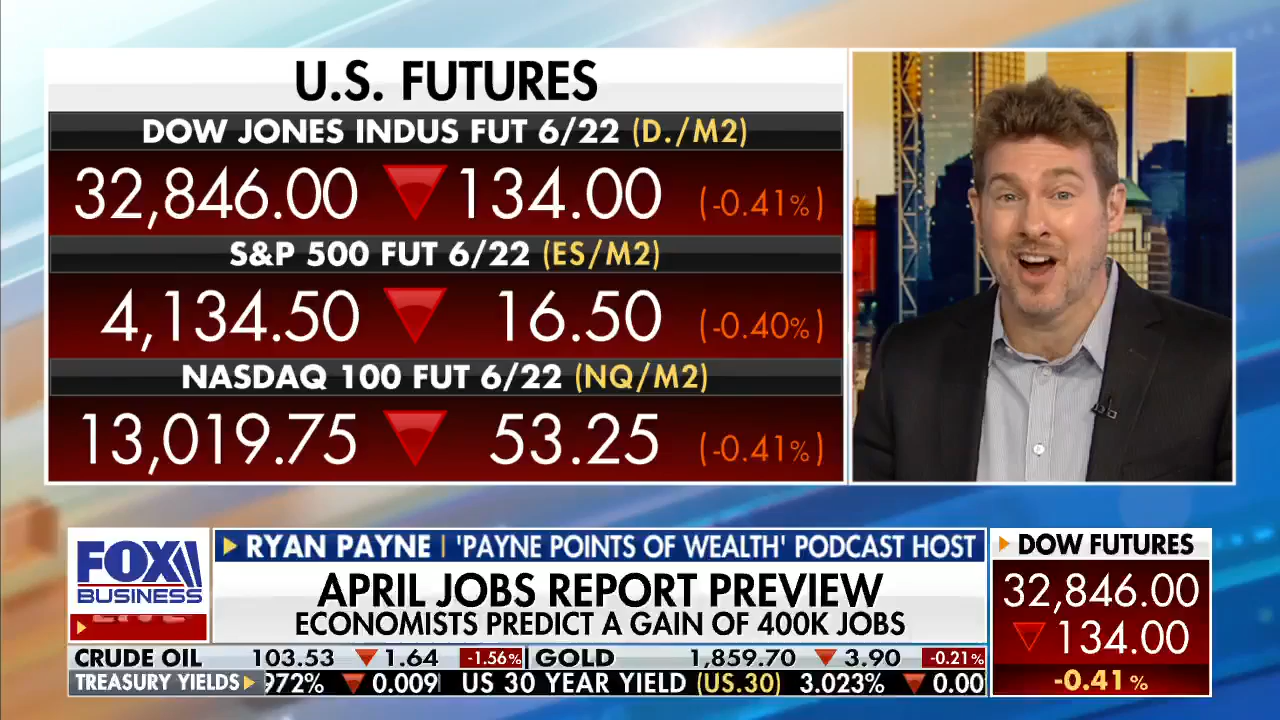 U.S. FUTURES
DOW JONES INDUS FUT 6/22 (D./M2)
32,846.00 134.00 (-0.41%)
S&P 500 FUT 6/22 (ES/M2)
4,134.50 16.50 (-0.40%)
NASDAQ 100 FUT 6/22 (NQ/M2)
13,019.75 53.25 (-0.41%)
FOX BUSINESS
RYAN PAYNE | 'PAYNE POINTS OF WEALTH' PODCAST HOST
APRIL JOBS REPORT PREVIEW
ECONOMISTS PREDICT A GAIN OF 400K JOBS
DOW FUTURES
32,846.00
134.00
-0.41%
CRUDE OIL 103.53 1.64 -1.56% GOLD 1,859.70 3.90 -0.21%
TREASURY YIELDS 972% 0.009 US 30 YEAR YIELD (US.30) 3.023% 0.00